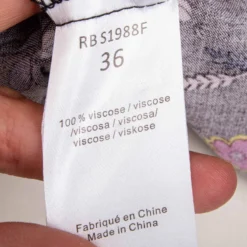 RBS1988F
36
100 % viscose / viscose
/viscosa / viscosa/
viscose / viskose
Fabriqué en Chine
Made in China